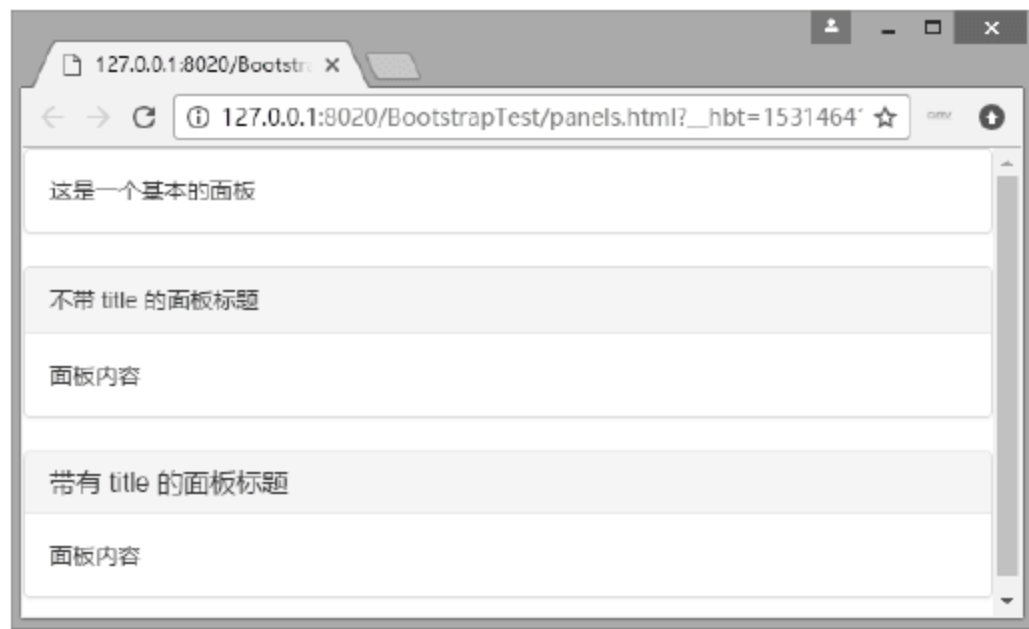 127.0.0.1:8020/Bootstr
127.0.0.1:8020/BootstrapTest/panels.html?__hbt=1531464
这是一个基本的面板
不带 title 的面板标题
面板内容
带有 title 的面板标题
面板内容